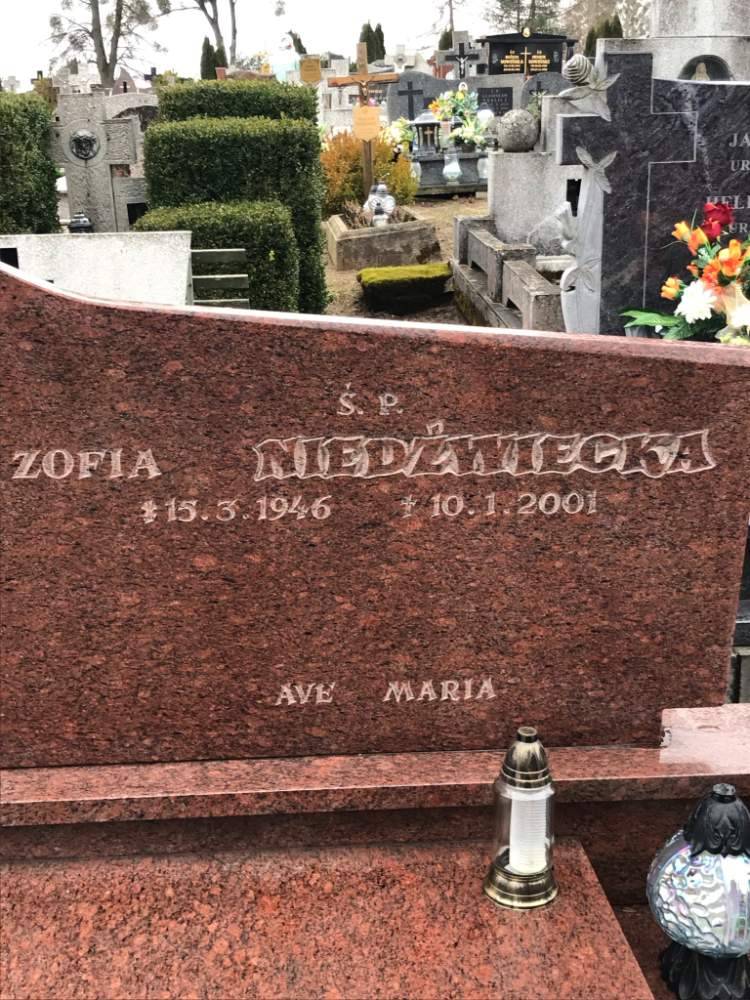 Ś. P.
ZOFIA NIEDŹWIECKA
* 15.3.1946 † 10.1.2001
AVE MARIA